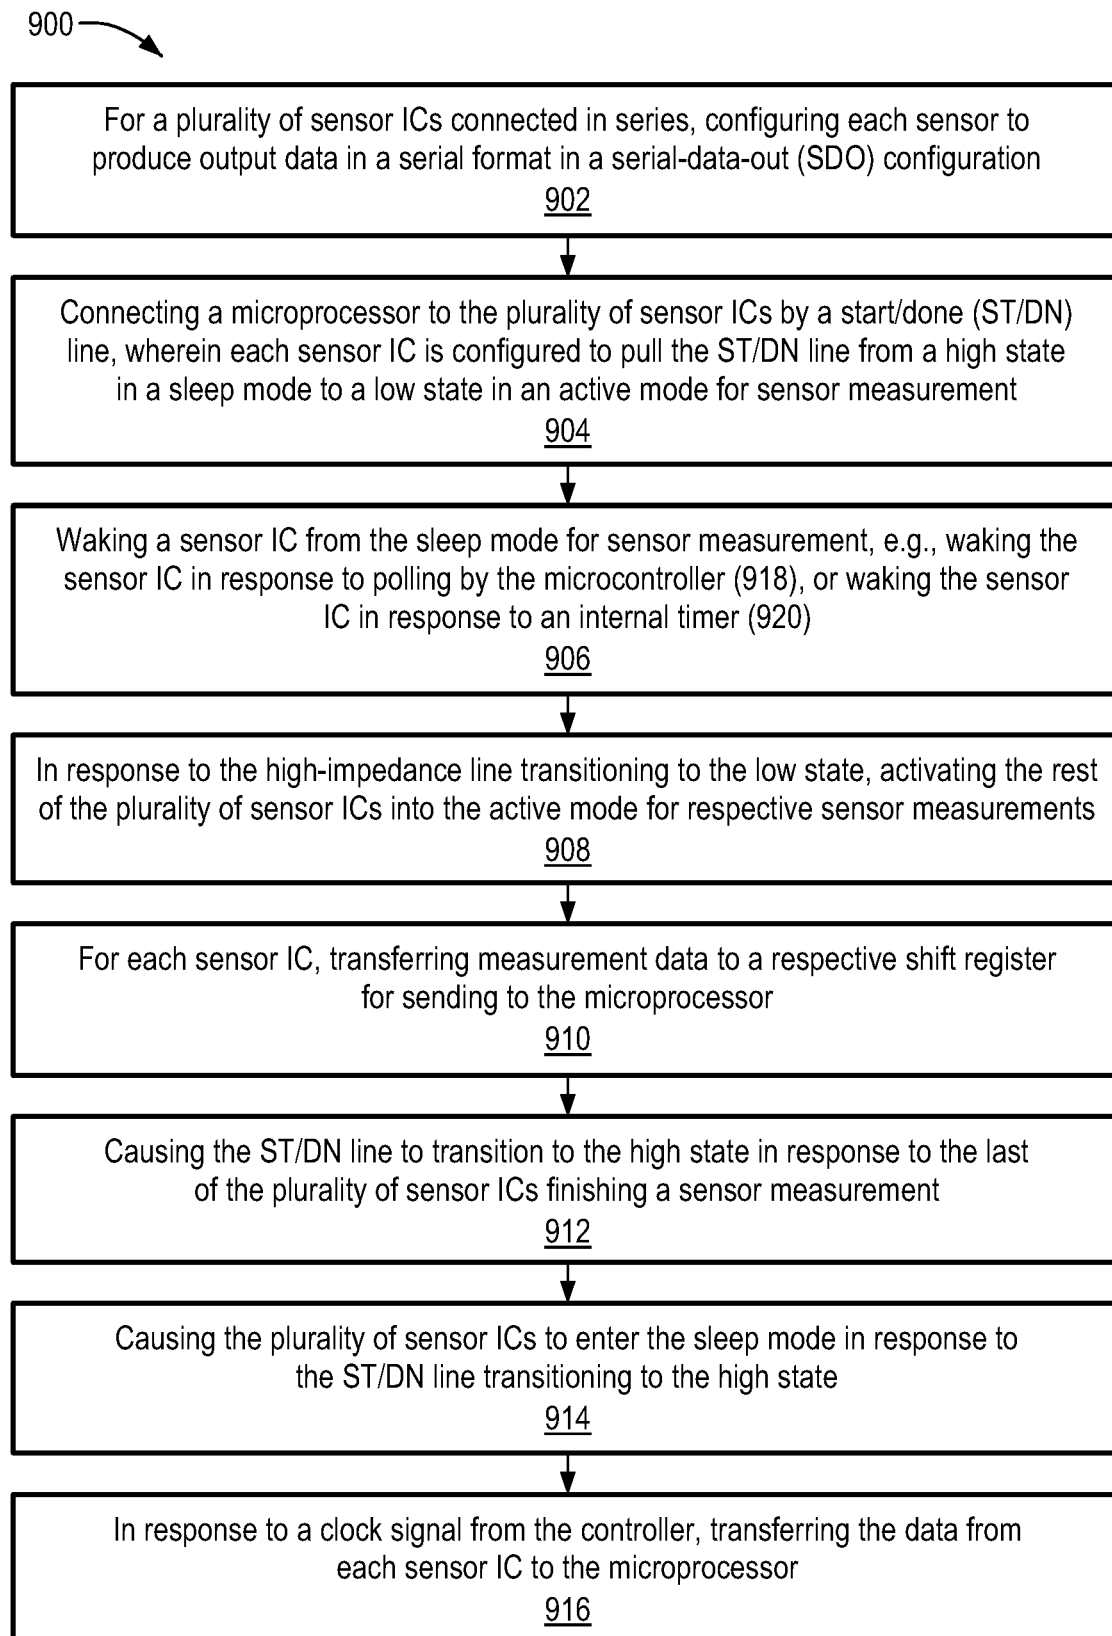 900
For a plurality of sensor ICs connected in series, configuring each sensor to
produce output data in a serial format in a serial-data-out (SDO) configuration
902
Connecting a microprocessor to the plurality of sensor ICs by a start/done (ST/DN)
line, wherein each sensor IC is configured to pull the ST/DN line from a high state
in a sleep mode to a low state in an active mode for sensor measurement
904
Waking a sensor IC from the sleep mode for sensor measurement, e.g., waking the
sensor IC in response to polling by the microcontroller (918), or waking the sensor
IC in response to an internal timer (920)
906
In response to the high-impedance line transitioning to the low state, activating the rest
of the plurality of sensor ICs into the active mode for respective sensor measurements
908
For each sensor IC, transferring measurement data to a respective shift register
for sending to the microprocessor
910
Causing the ST/DN line to transition to the high state in response to the last
of the plurality of sensor ICs finishing a sensor measurement
912
Causing the plurality of sensor ICs to enter the sleep mode in response to
the ST/DN line transitioning to the high state
914
In response to a clock signal from the controller, transferring the data from
each sensor IC to the microprocessor
916